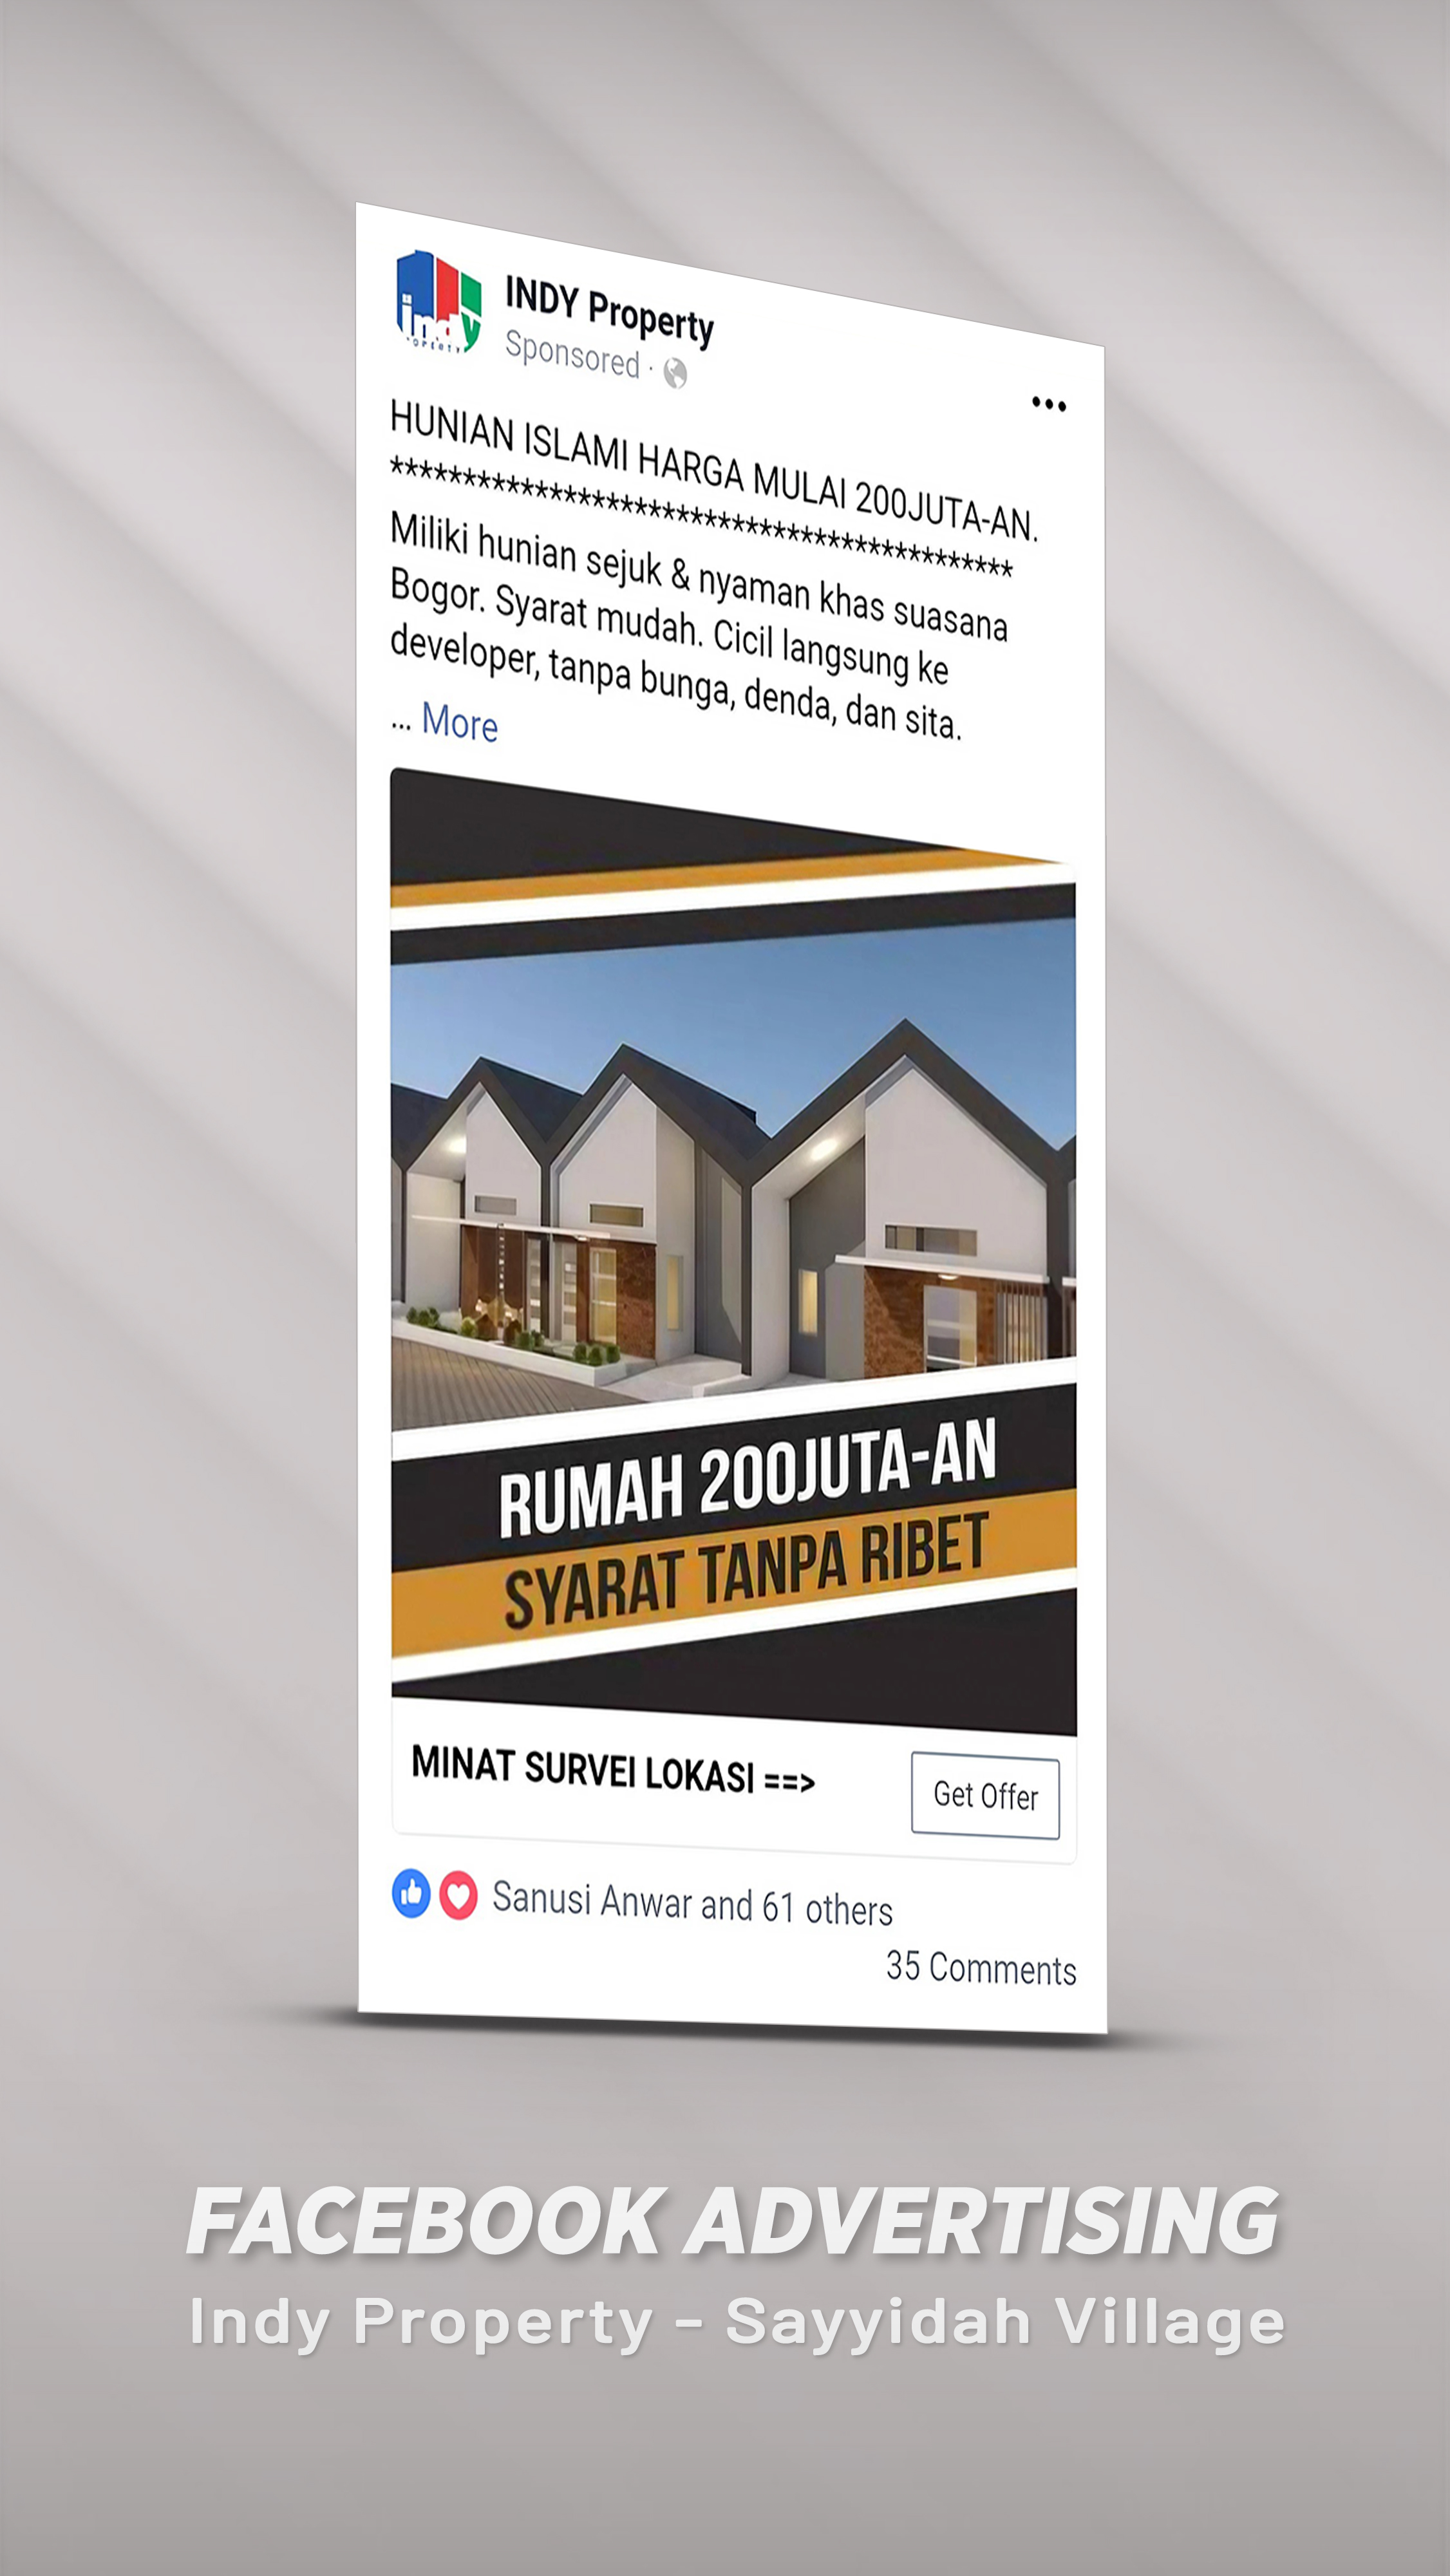 indy
PROPERTY
INDY Property
Sponsored ·
HUNIAN ISLAMI HARGA MULAI 200JUTA-AN.
*******************************************
Miliki hunian sejuk & nyaman khas suasana
Bogor. Syarat mudah. Cicil langsung ke
developer, tanpa bunga, denda, dan sita.
... More
RUMAH 200JUTA-AN
SYARAT TANPA RIBET
MINAT SURVEI LOKASI ==>
Get Offer
Sanusi Anwar and 61 others
35 Comments
FACEBOOK ADVERTISING
Indy Property - Sayyidah Village